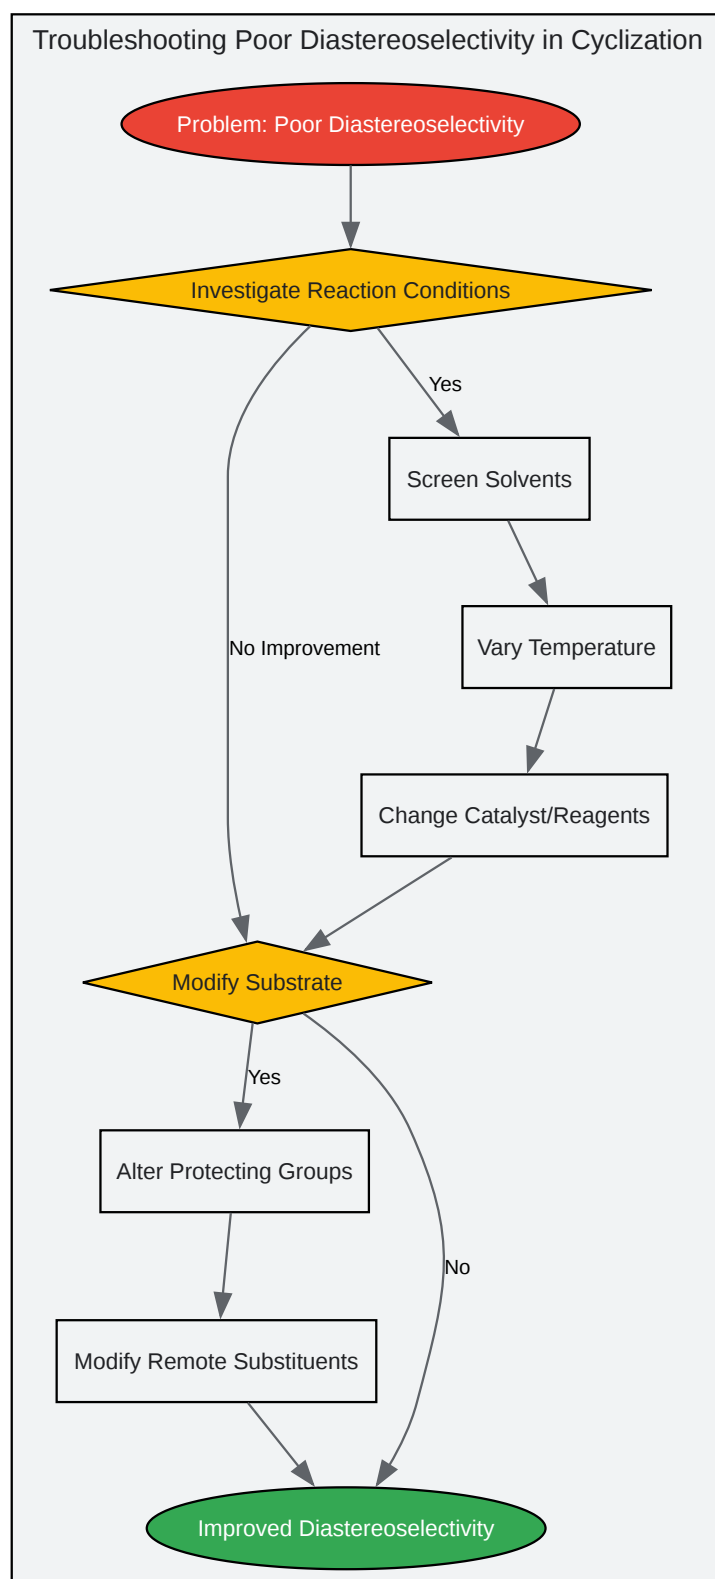 Troubleshooting Poor Diastereoselectivity in Cyclization
Problem: Poor Diastereoselectivity
Investigate Reaction Conditions
Yes
Screen Solvents
No Improvement
Vary Temperature
Change Catalyst/Reagents
Modify Substrate
Yes
Alter Protecting Groups
No
Modify Remote Substituents
Improved Diastereoselectivity